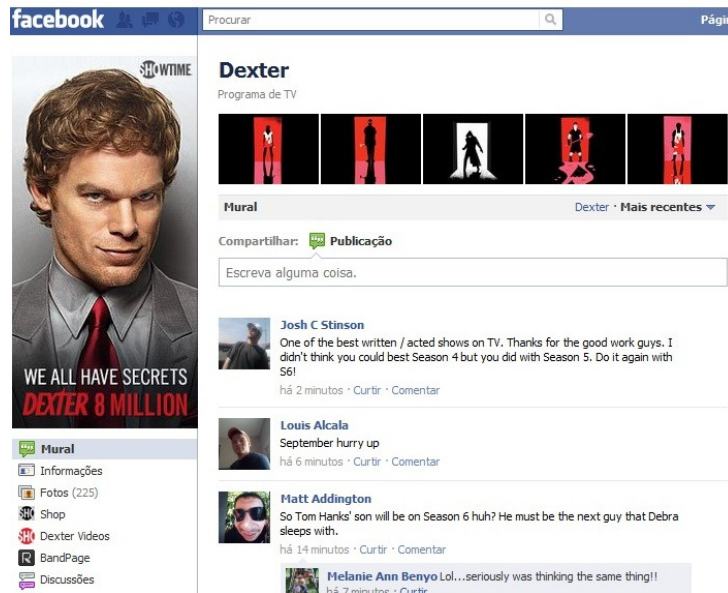 facebook
Procurar
Págin
SHOWTIME
Dexter
Programa de TV
Mural
Dexter · Mais recentes
Compartilhar: Publicação
Escreva alguma coisa.
WE ALL HAVE SECRETS
DEXTER 8 MILLION
Mural
Informações
Fotos (225)
Shop
Dexter Videos
BandPage
Discussões
Josh C Stinson
One of the best written / acted shows on TV. Thanks for the good work guys. I
didn't think you could best Season 4 but you did with Season 5. Do it again with
S6!
há 2 minutos · Curtir · Comentar
Louis Alcala
September hurry up
há 6 minutos · Curtir · Comentar
Matt Addington
So Tom Hanks' son will be on Season 6 huh? He must be the next guy that Debra
sleeps with.
há 14 minutos · Curtir · Comentar
Melanie Ann Benyo Lol...seriously was thinking the same thing!!
há 7 minutos · Curtir